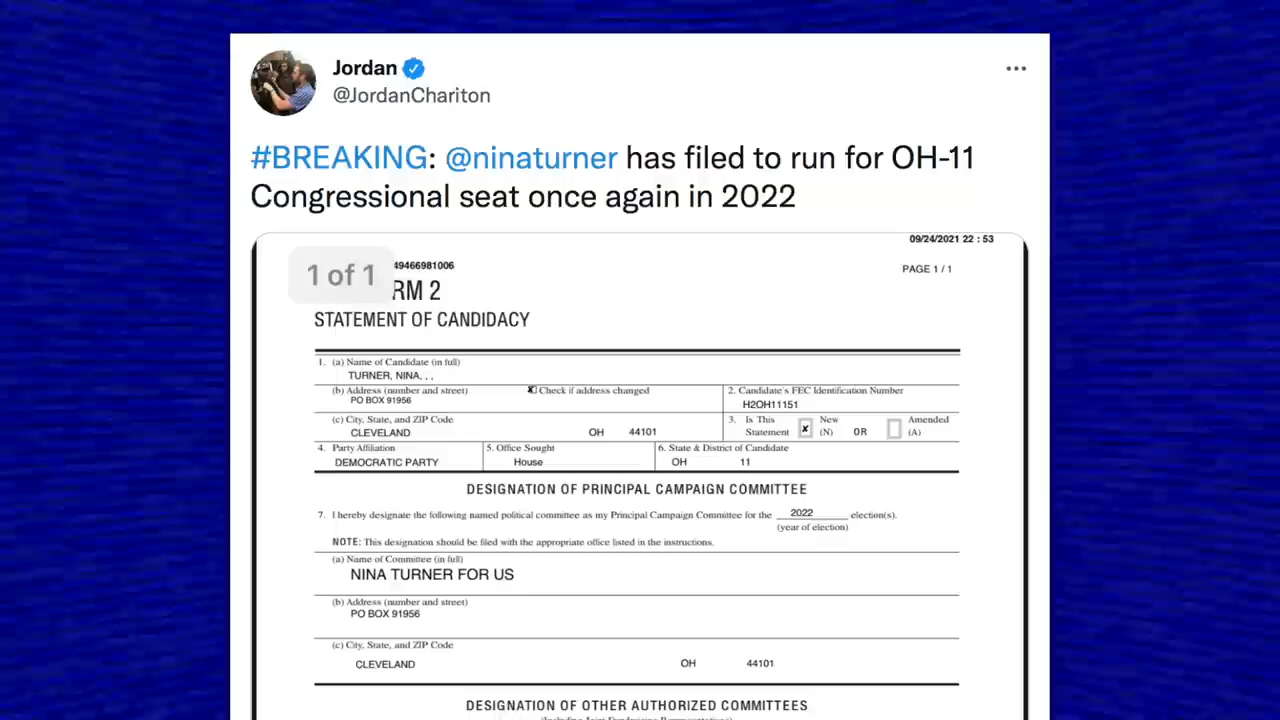 Jordan
@JordanChariton
#BREAKING: @ninaturner has filed to run for OH-11
Congressional seat once again in 2022
09/24/2021 22 : 53
1 of 1 49466981006
PAGE 1 / 1
RM 2
STATEMENT OF CANDIDACY
1. (a) Name of Candidate (in full)
TURNER, NINA, , ,
(b) Address (number and street) Check if address changed 2. Candidate's FEC Identification Number
PO BOX 91956 H2OH11151
(c) City, State, and ZIP Code 3. Is This Statement New (N) OR Amended (A)
CLEVELAND OH 44101
4. Party Affiliation 5. Office Sought 6. State & District of Candidate
DEMOCRATIC PARTY House OH 11
DESIGNATION OF PRINCIPAL CAMPAIGN COMMITTEE
7. I hereby designate the following named political committee as my Principal Campaign Committee for the 2022 election(s).
(year of election)
NOTE: This designation should be filed with the appropriate office listed in the instructions.
(a) Name of Committee (in full)
NINA TURNER FOR US
(b) Address (number and street)
PO BOX 91956
(c) City, State, and ZIP Code
CLEVELAND OH 44101
DESIGNATION OF OTHER AUTHORIZED COMMITTEES